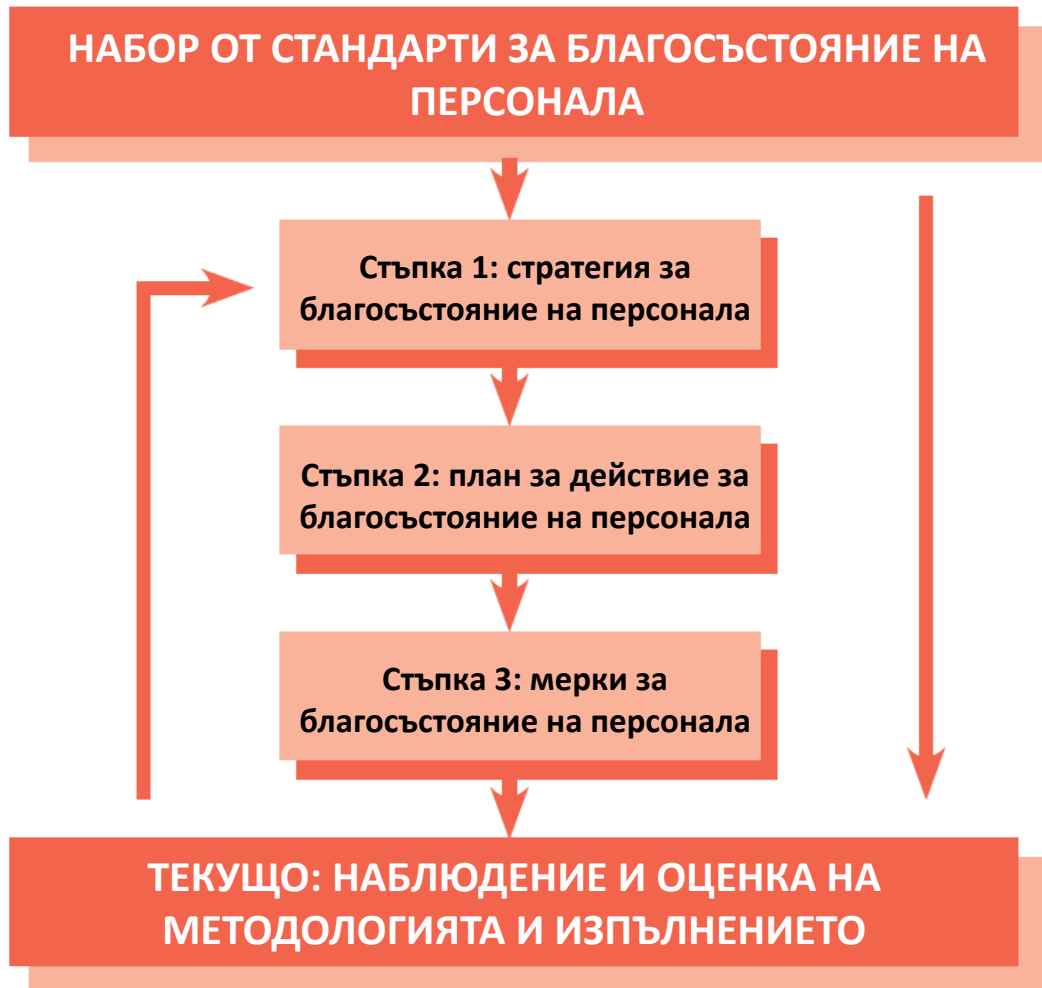 НАБОР ОТ СТАНДАРТИ ЗА БЛАГОСЪСТОЯНИЕ НА
ПЕРСОНАЛА
Стъпка 1: стратегия за
благосъстояние на персонала
Стъпка 2: план за действие за
благосъстояние на персонала
Стъпка 3: мерки за
благосъстояние на персонала
ТЕКУЩО: НАБЛЮДЕНИЕ И ОЦЕНКА НА
МЕТОДОЛОГИЯТА И ИЗПЪЛНЕНИЕТО